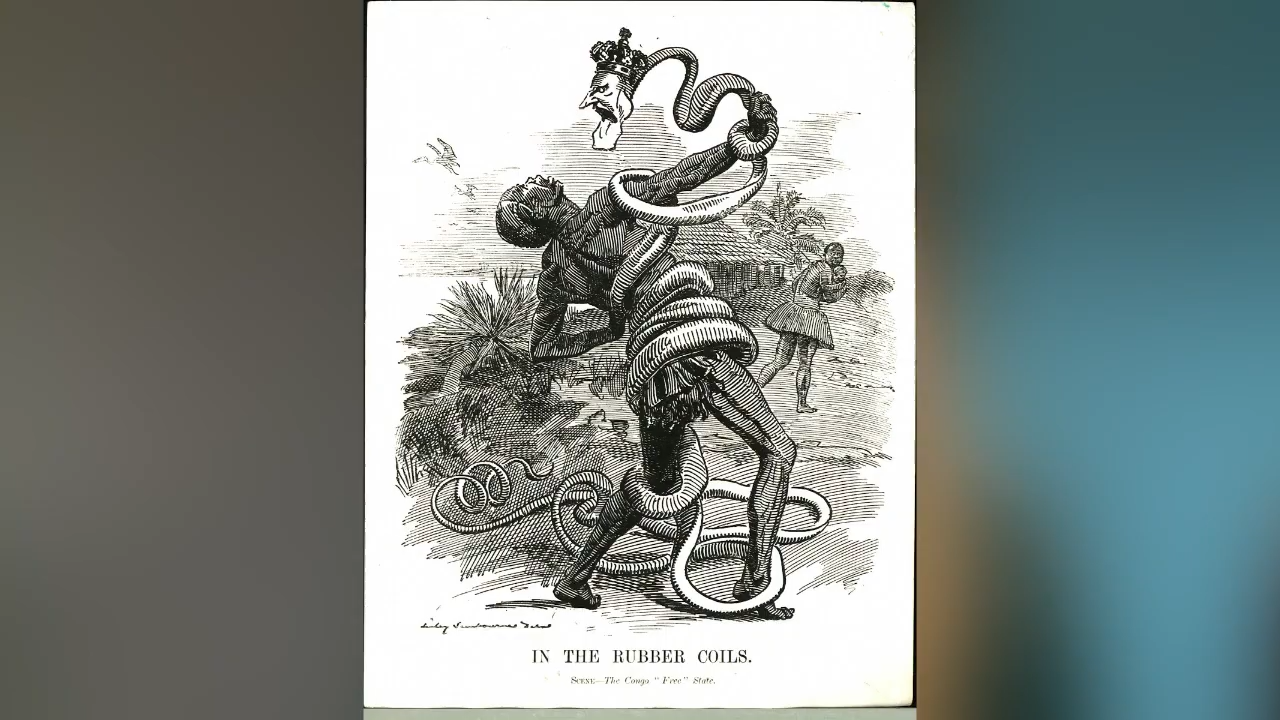 IN THE RUBBER COILS.
SCENE—The Congo "Free" State.